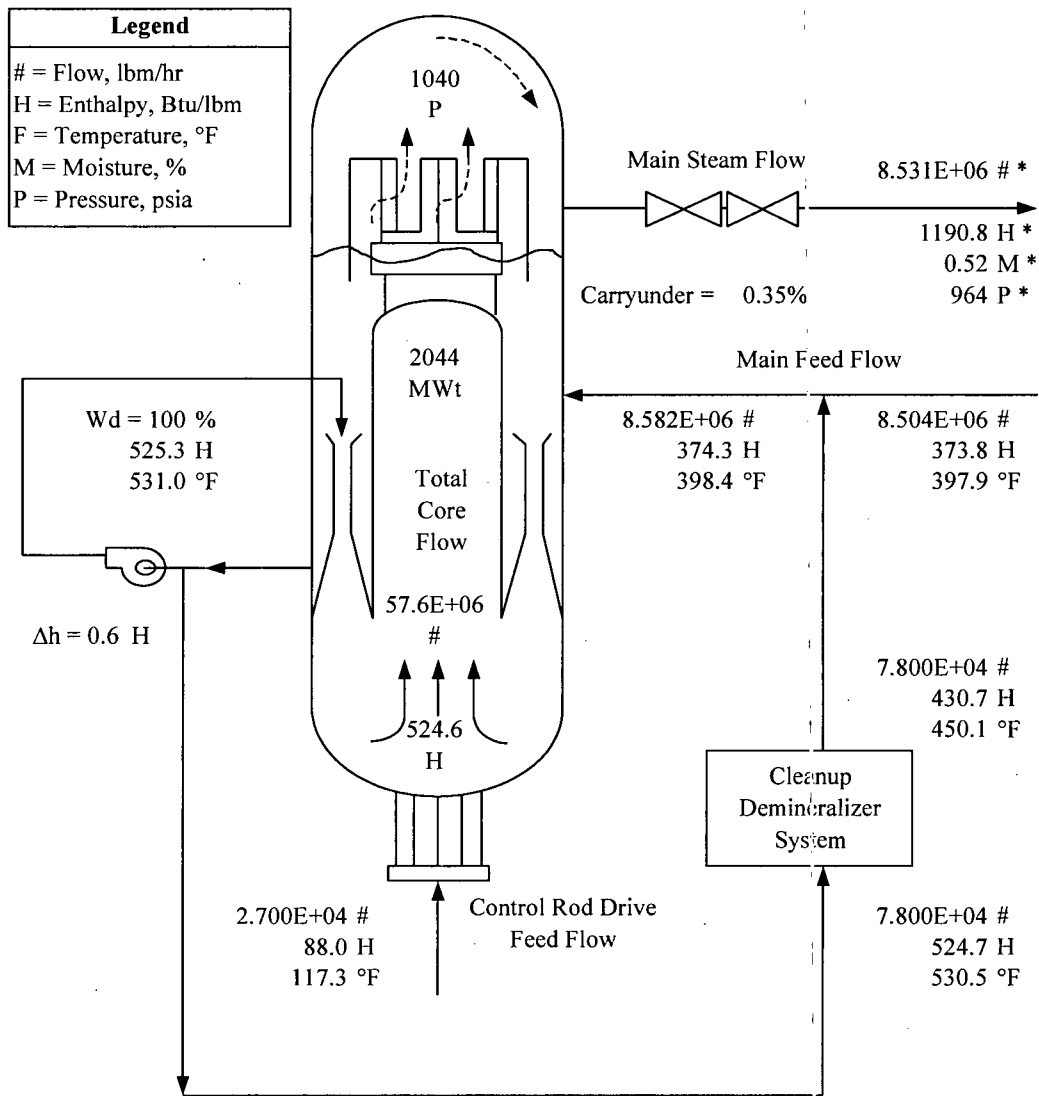 Legend
# = Flow, lbm/hr
H = Enthalpy, Btu/lbm
F = Temperature, °F
M = Moisture, %
P = Pressure, psia
1040
P
Main Steam Flow
8.531E+06 # *
1190.8 H *
0.52 M *
964 P *
Carryunder = 0.35%
2044
MWt
Main Feed Flow
Wd = 100 %
525.3 H
531.0 °F
8.582E+06 #
374.3 H
398.4 °F
8.504E+06 #
373.8 H
397.9 °F
Total
Core
Flow
57.6E+06
#
Δh = 0.6 H
7.800E+04 #
430.7 H
450.1 °F
524.6
H
Cleanup
Demineralizer
System
2.700E+04 #
88.0 H
117.3 °F
Control Rod Drive
Feed Flow
7.800E+04 #
524.7 H
530.5 °F